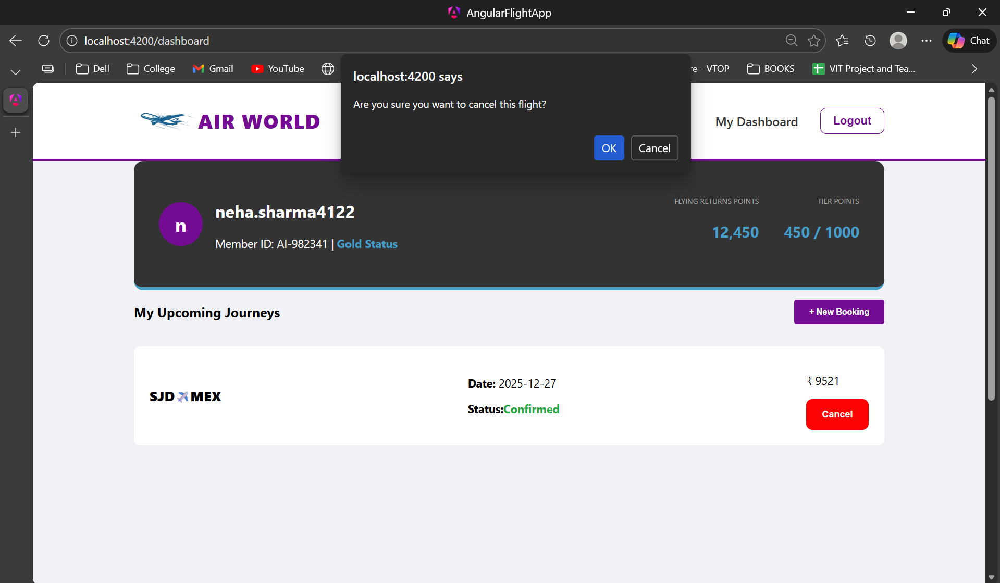 AngularFlightApp
localhost:4200/dashboard
Chat
Dell
College
Gmail
YouTube
- VTOP
BOOKS
VIT Project and Tea...
localhost:4200 says
Are you sure you want to cancel this flight?
OK
Cancel
AIR WORLD
My Dashboard
Logout
n
neha.sharma4122
Member ID: AI-982341 | Gold Status
FLYING RETURNS POINTS
12,450
TIER POINTS
450 / 1000
My Upcoming Journeys
+ New Booking
SJD MEX
Date: 2025-12-27
Status:Confirmed
₹ 9521
Cancel